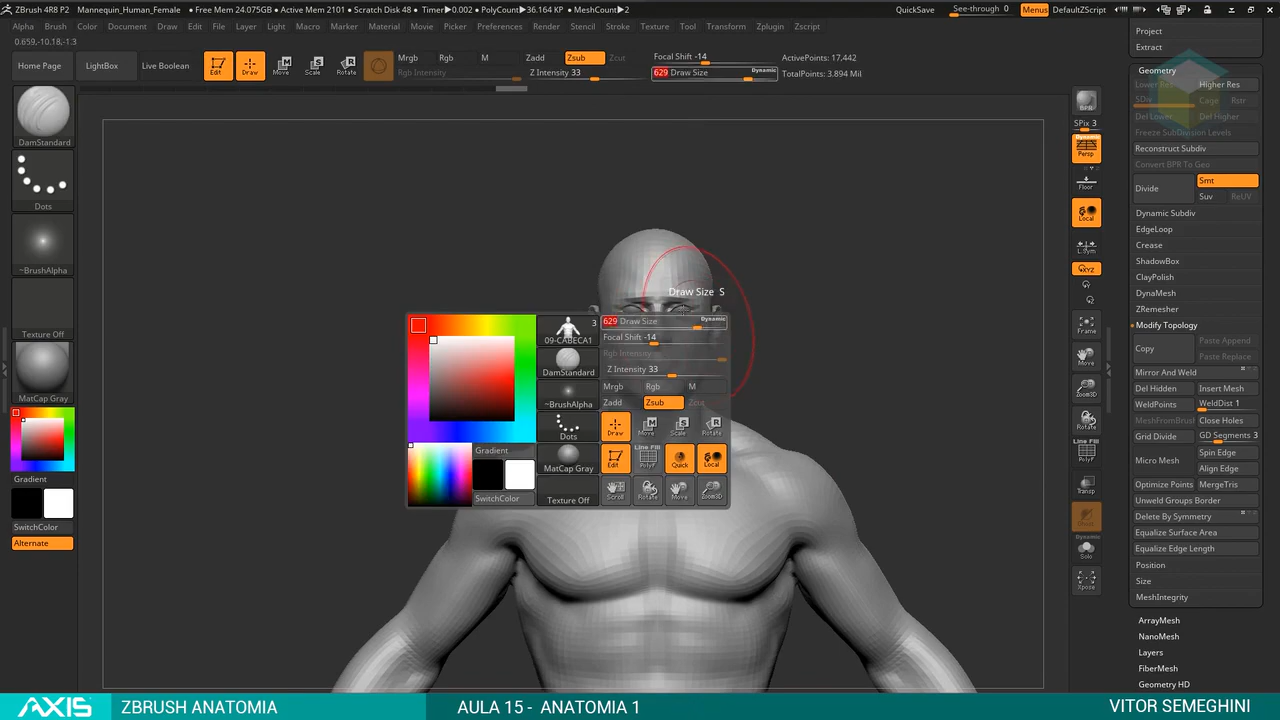 ZBrush 4R8 P2 Mannequin_Human_Female • Free Mem 24.075GB • Active Mem 2101 • Scratch Disk 48 • Timer▶0.002 • PolyCount▶36.164 KP • MeshCount▶2 QuickSave See-through 0 Menus DefaultZScript
Alpha Brush Color Document Draw Edit File Layer Light Macro Marker Material Movie Picker Preferences Render Stencil Stroke Texture Tool Transform Zplugin Zscript
0.659,-10.18,-1.3
Home Page LightBox Live Boolean Edit Draw Move Scale Rotate
Mrgb Rgb M Zadd Zsub Zcut
Rgb Intensity Z Intensity 33
Focal Shift -14 ActivePoints: 17,442
629 Draw Size Dynamic TotalPoints: 3.894 Mil
DamStandard
Dots
~BrushAlpha
Texture Off
MatCap Gray
Gradient
SwitchColor
Alternate
Draw Size S
3
09-CABECA1
DamStandard
~BrushAlpha
Dots
MatCap Gray
Texture Off
Gradient
SwitchColor
629 Draw Size Dynamic
Focal Shift -14
Rgb Intensity
Z Intensity 33
Mrgb Rgb M
Zadd Zsub Zcut
Draw Move Scale Rotate
Edit Line Fill PolyF Quick Local
Scroll Rotate Move Zoom3D
BPR
SPix 3
Dynamic
Persp
Floor
Local
L.Sym
XYZ
Frame
Move
Zoom3D
Rotate
Line Fill
PolyF
Transp
Dynamic
Solo
Xpose
Project
Extract
Geometry
Lower Res Higher Res
SDiv Cage Rstr
Del Lower Del Higher
Freeze SubDivision Levels
Reconstruct Subdiv
Convert BPR To Geo
Divide Smt
Suv ReUV
Dynamic Subdiv
EdgeLoop
Crease
ShadowBox
ClayPolish
DynaMesh
ZRemesher
Modify Topology
Copy Paste Append
Paste Replace
Mirror And Weld
Del Hidden Insert Mesh
WeldPoints WeldDist 1
MeshFromBrush Close Holes
Grid Divide GD Segments 3
Micro Mesh Spin Edge
Align Edge
Optimize Points MergeTris
Unweld Groups Border
Delete By Symmetry
Equalize Surface Area
Equalize Edge Length
Position
Size
MeshIntegrity
ArrayMesh
NanoMesh
Layers
FiberMesh
Geometry HD
AXIS ZBRUSH ANATOMIA AULA 15 - ANATOMIA 1 VITOR SEMEGHINI